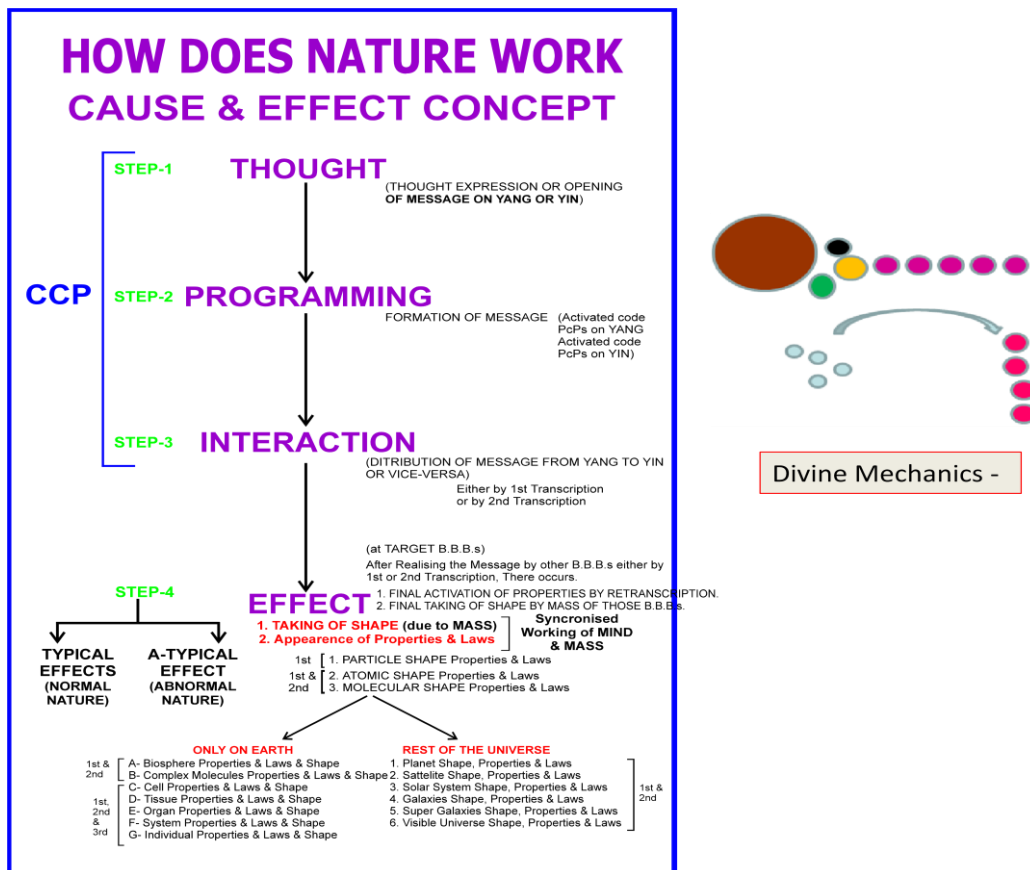 HOW DOES NATURE WORK
CAUSE & EFFECT CONCEPT
STEP-1
THOUGHT
(THOUGHT EXPRESSION OR OPENING
OF MESSAGE ON YANG OR YIN)
CCP
STEP-2
PROGRAMMING
FORMATION OF MESSAGE (Activated code
PcPs on YANG
Activated code
PcPs on YIN)
STEP-3
INTERACTION
(DITRIBUTION OF MESSAGE FROM YANG TO YIN
OR VICE-VERSA)
Either by 1st Transcription
or by 2nd Transcription
(at TARGET B.B.B.s)
After Realising the Message by other B.B.B.s either by
1st or 2nd Transcription, There occurs.
STEP-4
EFFECT
1. FINAL ACTIVATION OF PROPERTIES BY RETRANSCRIPTION.
2. FINAL TAKING OF SHAPE BY MASS OF THOSE B.B.B.s.
1. TAKING OF SHAPE (due to MASS)
2. Appearence of Properties & Laws
Syncronised
Working of MIND
& MASS
TYPICAL
EFFECTS
(NORMAL
NATURE)
A-TYPICAL
EFFECT
(ABNORMAL
NATURE)
1st 1. PARTICLE SHAPE Properties & Laws
1st & 2. ATOMIC SHAPE Properties & Laws
2nd 3. MOLECULAR SHAPE Properties & Laws
ONLY ON EARTH
1st &
2nd
A- Biosphere Properties & Laws & Shape
B- Complex Molecules Properties & Laws & Shape
1st,
2nd
&
3rd
C- Cell Properties & Laws & Shape
D- Tissue Properties & Laws & Shape
E- Organ Properties & Laws & Shape
F- System Properties & Laws & Shape
G- Individual Properties & Laws & Shape
REST OF THE UNIVERSE
1. Planet Shape, Properties & Laws
2. Sattelite Shape, Properties & Laws
3. Solar System Shape, Properties & Laws
4. Galaxies Shape, Properties & Laws
5. Super Galaxies Shape, Properties & Laws
6. Visible Universe Shape, Properties & Laws
1st &
2nd
Divine Mechanics -